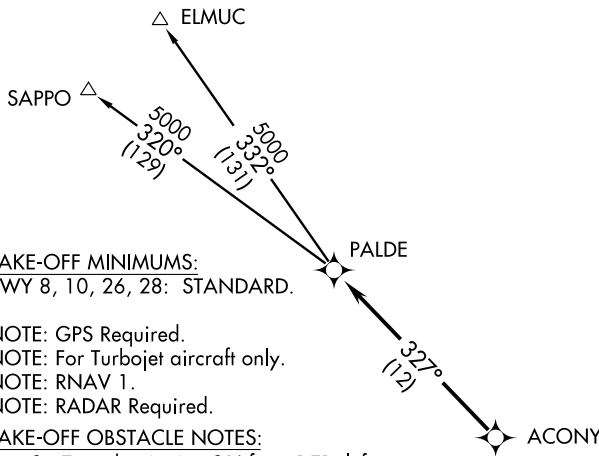 ELMUC
SAPPO
5000
320°
(129)
5000
332°
(131)
PALDE
AKE-OFF MINIMUMS:
WY 8, 10, 26, 28: STANDARD.
NOTE: GPS Required.
NOTE: For Turbojet aircraft only.
NOTE: RNAV 1.
NOTE: RADAR Required.
327°
(12)
AKE-OFF OBSTACLE NOTES:
ACONY